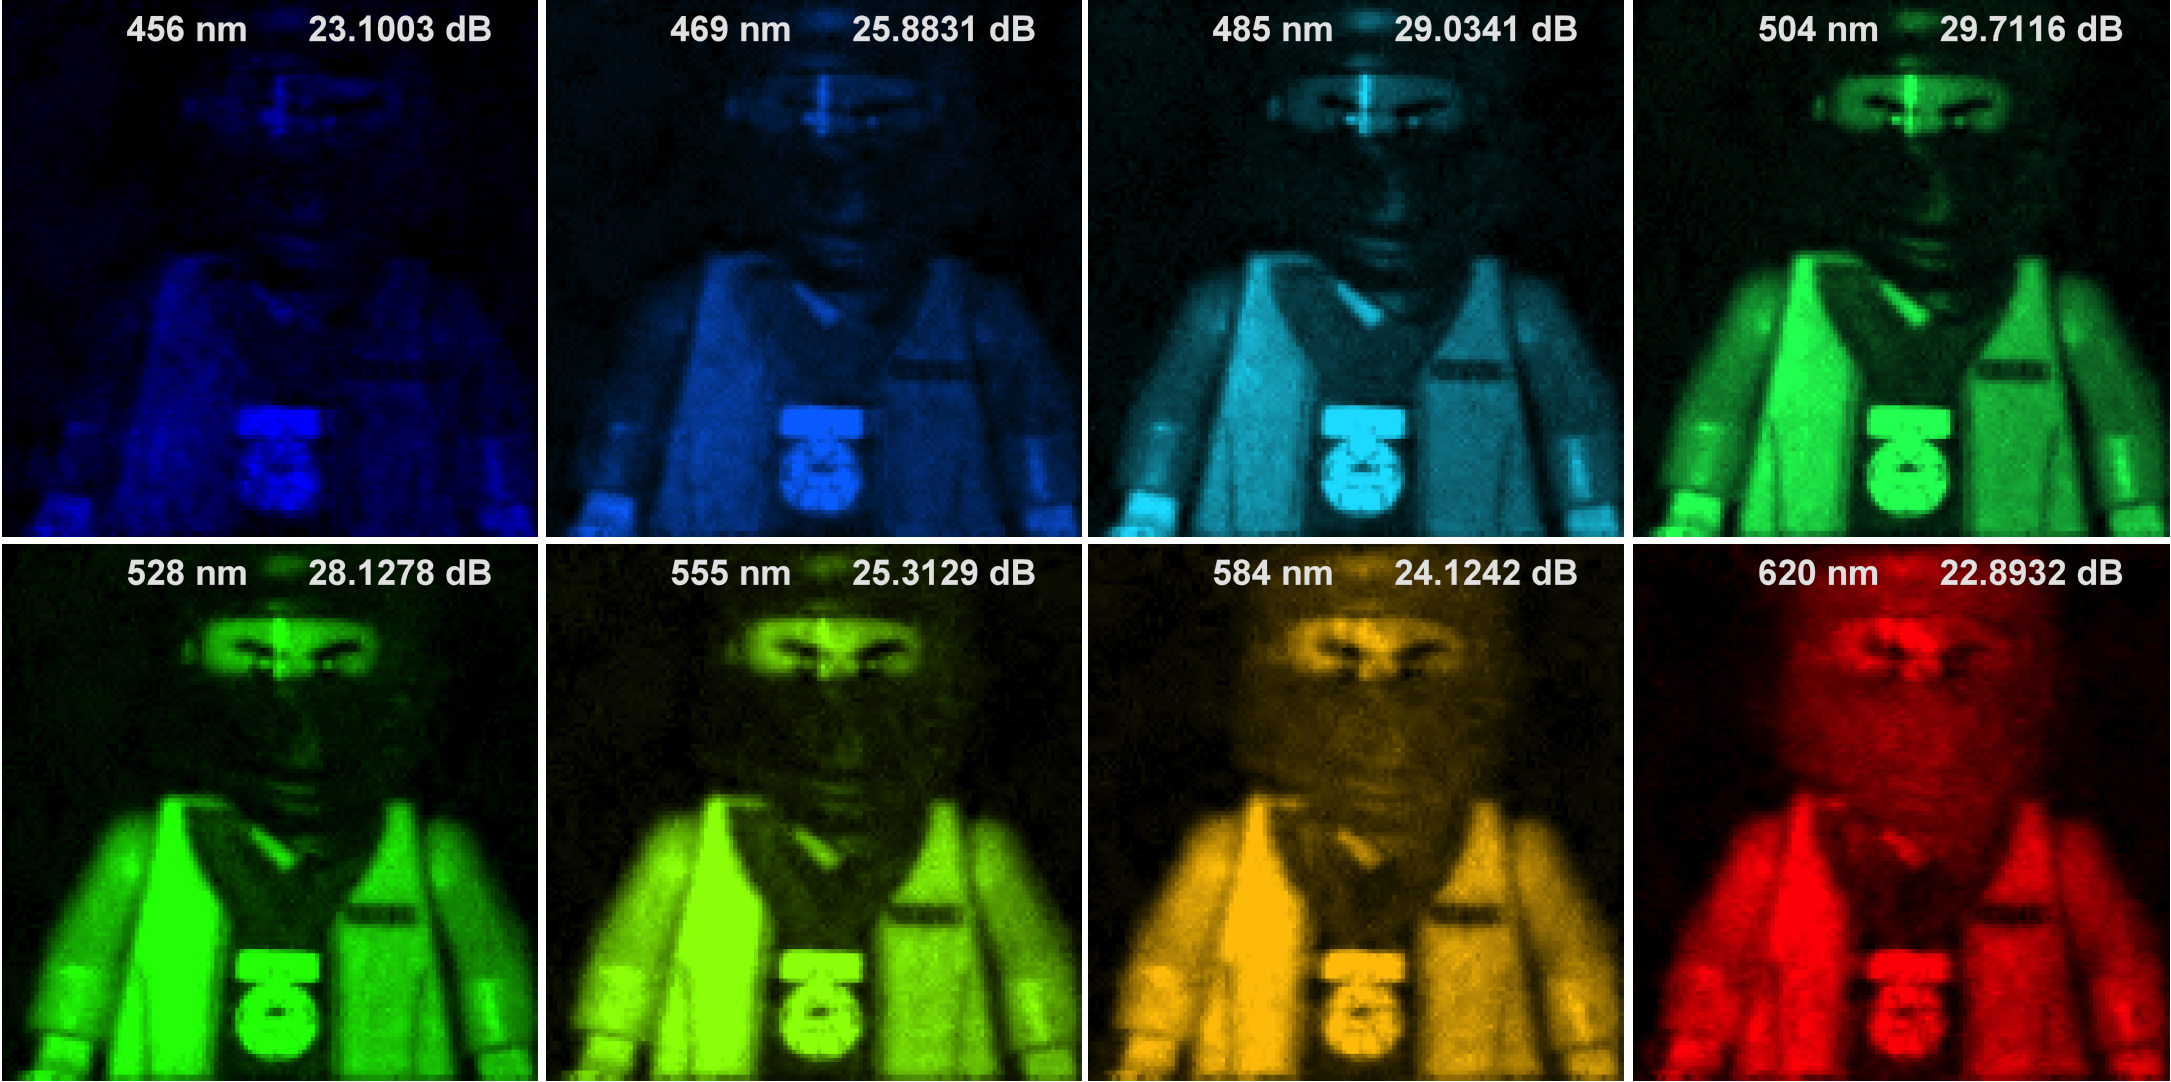 456 nm 23.1003 dB
469 nm 25.8831 dB
485 nm 29.0341 dB
504 nm 29.7116 dB
528 nm 28.1278 dB
555 nm 25.3129 dB
584 nm 24.1242 dB
620 nm 22.8932 dB